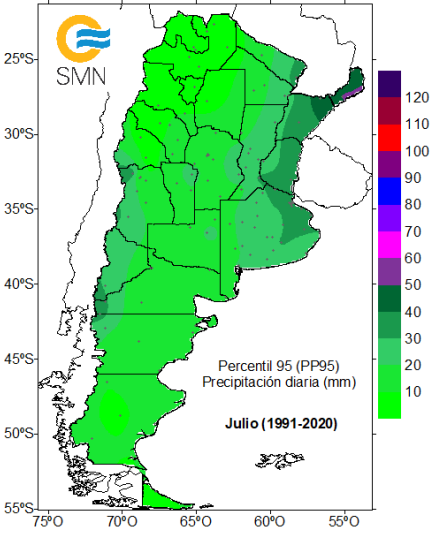 SMN
25°S
30°S
35°S
40°S
45°S
50°S
55°S
75°O 70°O 65°O 60°O 55°O
120
110
100
90
80
70
60
50
40
30
20
10
Percentil 95 (PP95)
Precipitación diaria (mm)
Julio (1991-2020)